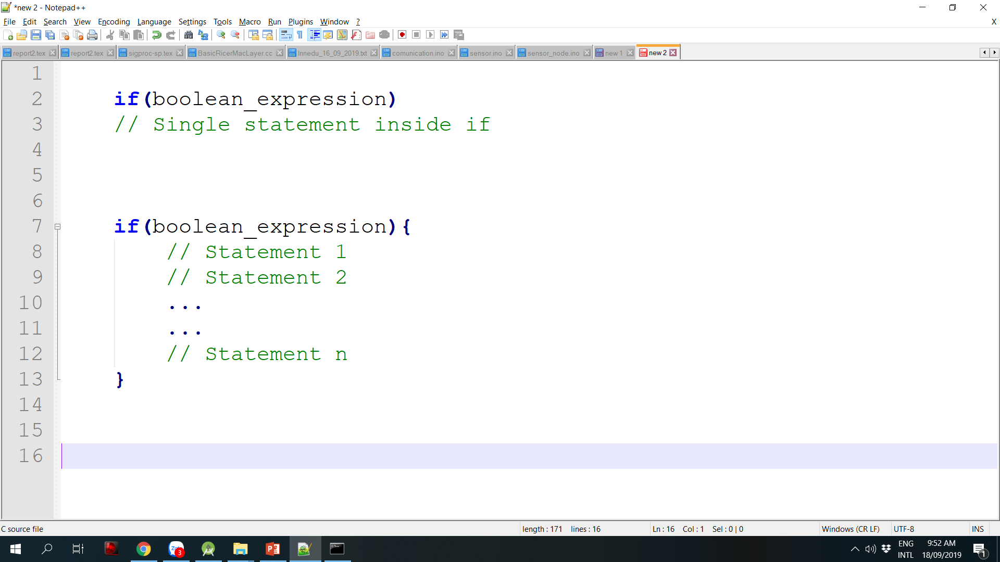 *new 2 - Notepad++
File Edit Search View Encoding Language Settings Tools Macro Run Plugins Window ? X
report2.tex report2.tex sigproc-sp.tex BasicRicerMacLayer.cc Innedu_16_09_2019.txt comunication.ino sensor.ino sensor_node.ino new 1 new 2
1
2 if(boolean_expression)
3 // Single statement inside if
4
5
6
7 if(boolean_expression){
8 // Statement 1
9 // Statement 2
10 ...
11 ...
12 // Statement n
13 }
14
15
16
C source file length : 171 lines : 16 Ln : 16 Col : 1 Sel : 0 | 0 Windows (CR LF) UTF-8 INS
ENG 9:52 AM
INTL 18/09/2019
3
1